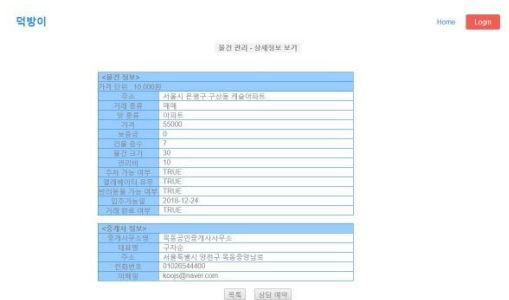 덕방이
Home
Login
물건 관리 - 상세정보 보기
<물건 정보>
가격 단위 : 10,000원
주소 서울시 은평구 구산동 캐슬아파트
거래 종류 매매
방 종류 아파트
가격 55000
보증금 0
건물 층수 7
물건 크기 30
관리비 10
주차 가능 여부 TRUE
엘레베이터 유무 TRUE
반려동물 가능 여부 TRUE
입주가능일 2018-12-24
거래 완료 여부 TRUE
<중개사 정보>
중개사무소명 목동공인중개사사무소
대표명 구자순
주소 서울특별시 양천구 목동중앙남로
전화번호 01026544400
이메일 koojs@naver.com
목록
상담 예약